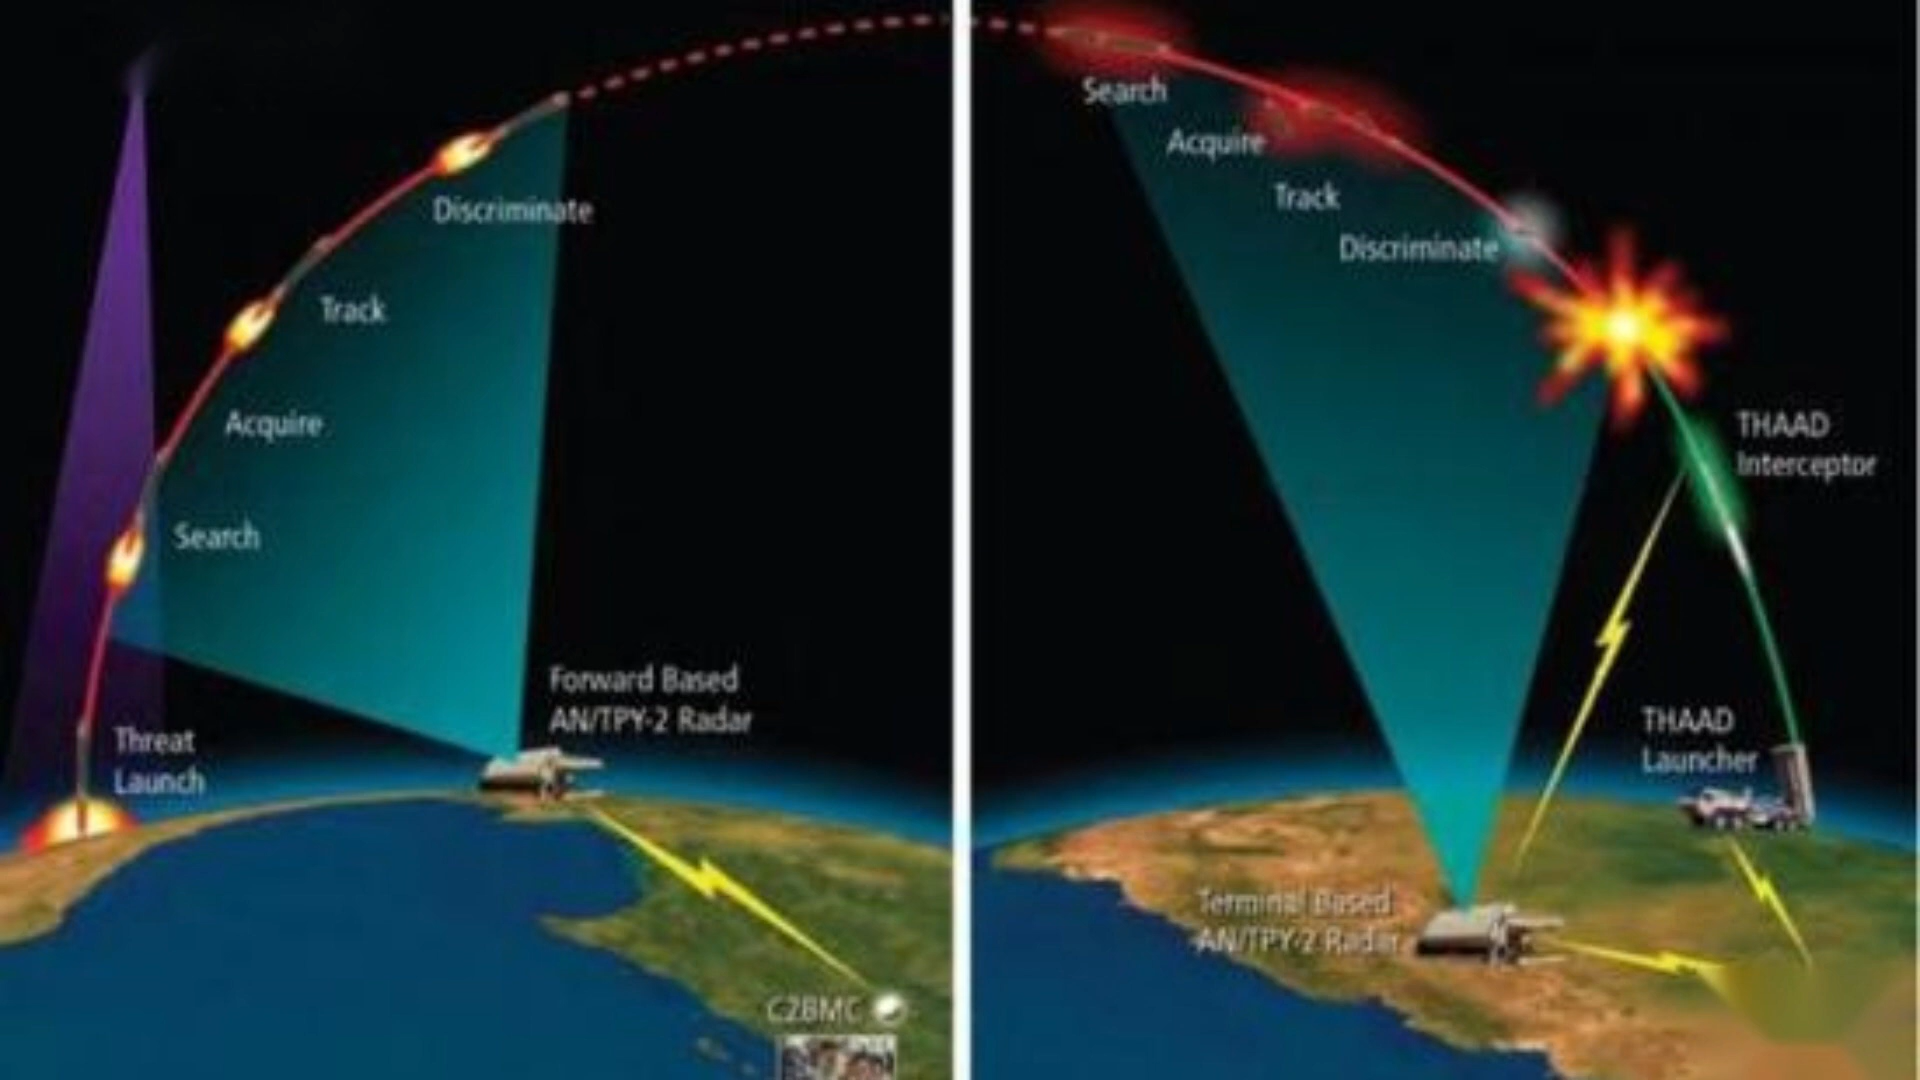 Discriminate
Track
Acquire
Search
Forward Based
AN/TPY-2 Radar
Threat
Launch
C2BMC
Search
Acquire
Track
Discriminate
THAAD
Interceptor
THAAD
Launcher
Terminal Based
AN/TPY-2 Radar